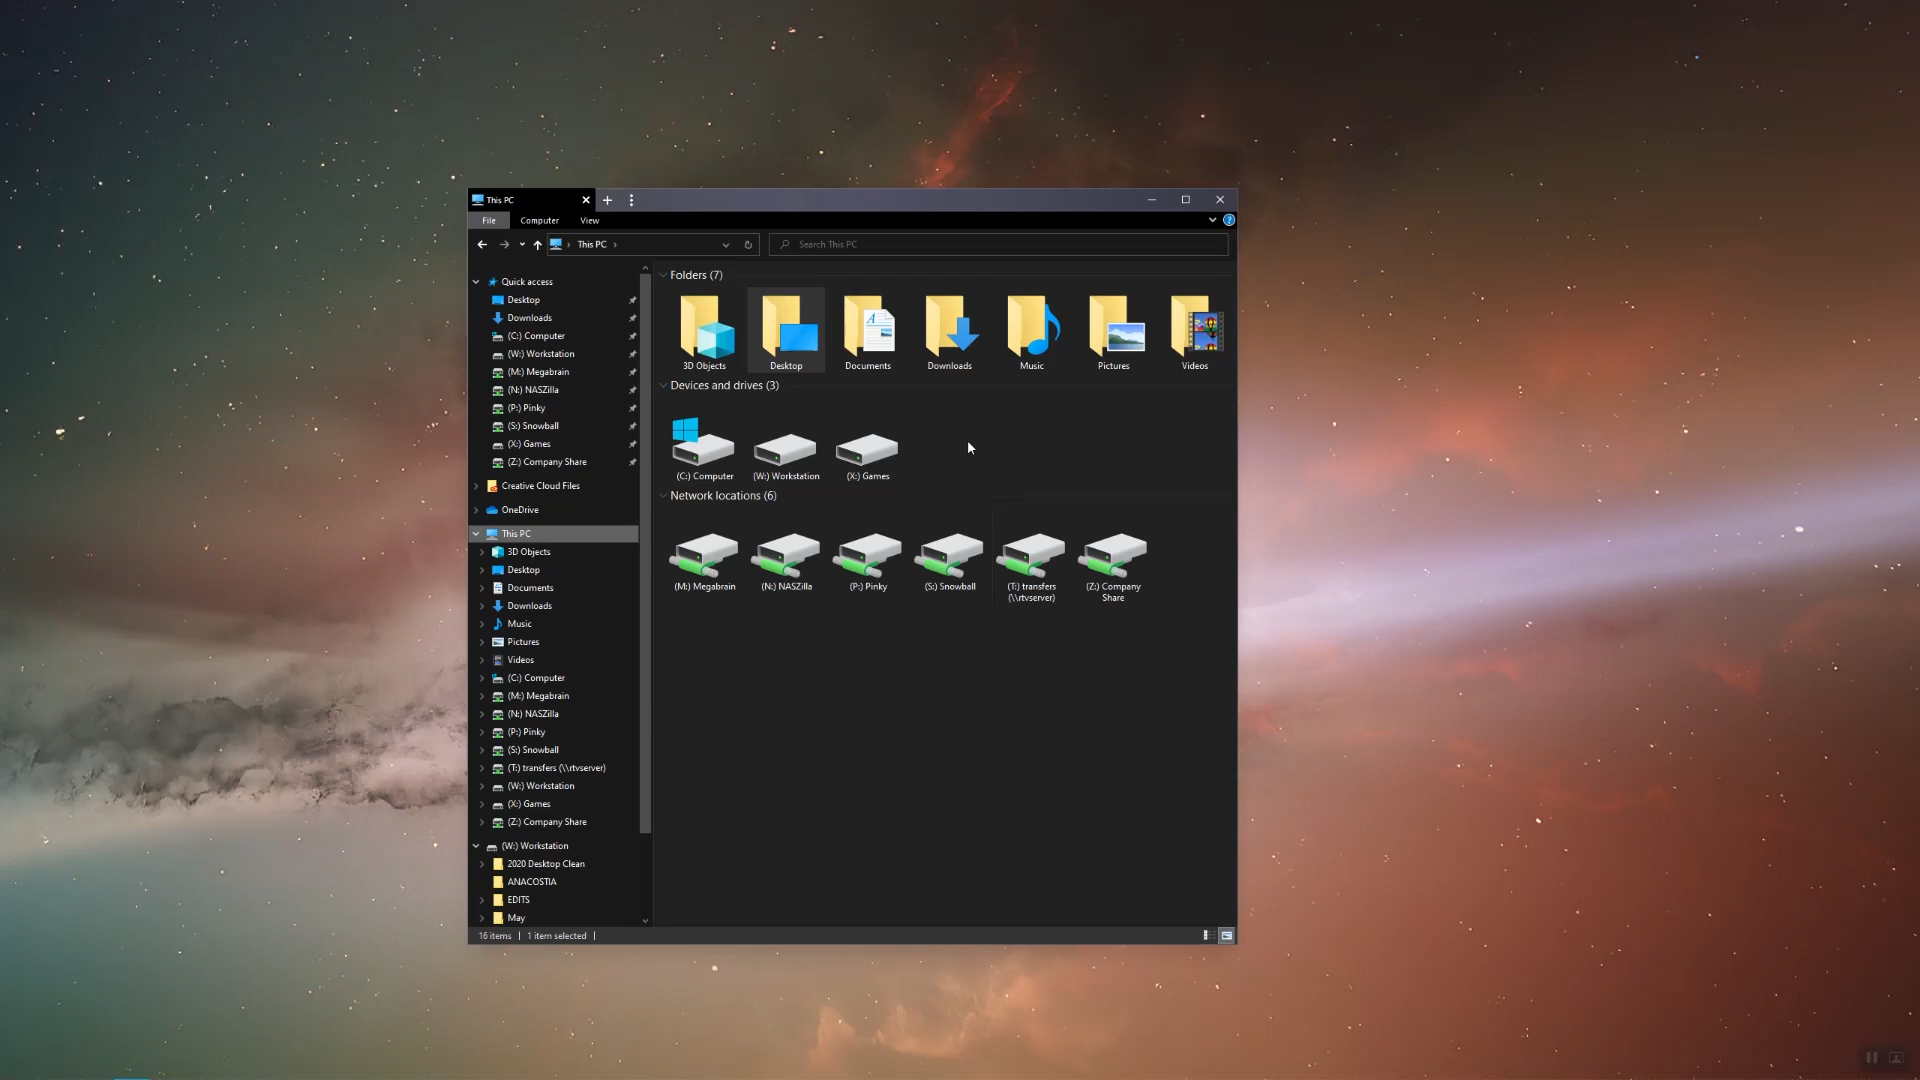 This PC
File
Computer
View
This PC
Search This PC
Quick access
Desktop
Downloads
(C:) Computer
(W:) Workstation
(M:) Megabrain
(N:) NASZilla
(P:) Pinky
(S:) Snowball
(X:) Games
(Z:) Company Share
Creative Cloud Files
OneDrive
This PC
3D Objects
Desktop
Documents
Downloads
Music
Pictures
Videos
(C:) Computer
(M:) Megabrain
(N:) NASZilla
(P:) Pinky
(S:) Snowball
(T:) transfers (\\rtvserver)
(W:) Workstation
(X:) Games
(Z:) Company Share
(W:) Workstation
2020 Desktop Clean
ANACOSTIA
EDITS
May
Folders (7)
3D Objects
Desktop
Documents
Downloads
Music
Pictures
Videos
Devices and drives (3)
(C:) Computer
(W:) Workstation
(X:) Games
Network locations (6)
(M:) Megabrain
(N:) NASZilla
(P:) Pinky
(S:) Snowball
(T:) transfers
(\\rtvserver)
(Z:) Company
Share
16 items
1 item selected